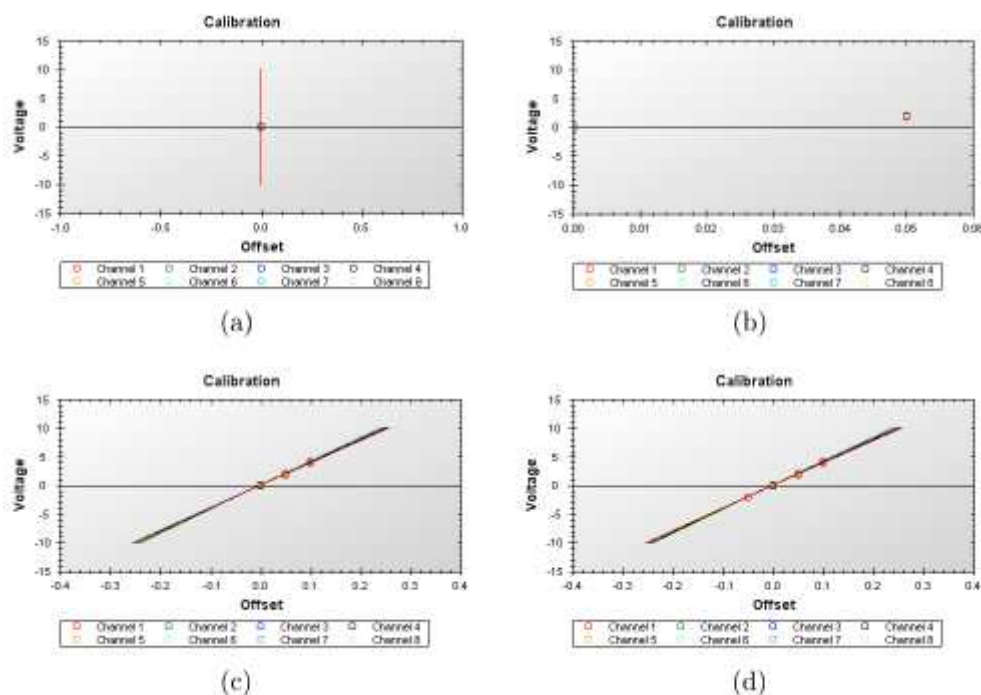 Calibration
Calibration
15
10
5
0
-5
-10
-15
Voltage
-1.0 -0.5 0.0 0.5 1.0
Offset
Channel 1 Channel 2 Channel 3 Channel 4
Channel 5 Channel 6 Channel 7 Channel 8
(a)
15
10
5
0
-5
-10
-15
Voltage
0.00 0.01 0.02 0.03 0.04 0.05
Offset
Channel 1 Channel 2 Channel 3 Channel 4
Channel 5 Channel 6 Channel 7 Channel 8
(b)
Calibration
15
10
5
0
-5
-10
-15
Voltage
-0.4 -0.3 -0.2 -0.1 0.0 0.1 0.2 0.3 0.4
Offset
Channel 1 Channel 2 Channel 3 Channel 4
Channel 5 Channel 6 Channel 7 Channel 8
(c)
Calibration
15
10
5
0
-5
-10
-15
Voltage
-0.4 -0.3 -0.2 -0.1 0.0 0.1 0.2 0.3 0.4
Offset
Channel 1 Channel 2 Channel 3 Channel 4
Channel 5 Channel 6 Channel 7 Channel 8
(d)